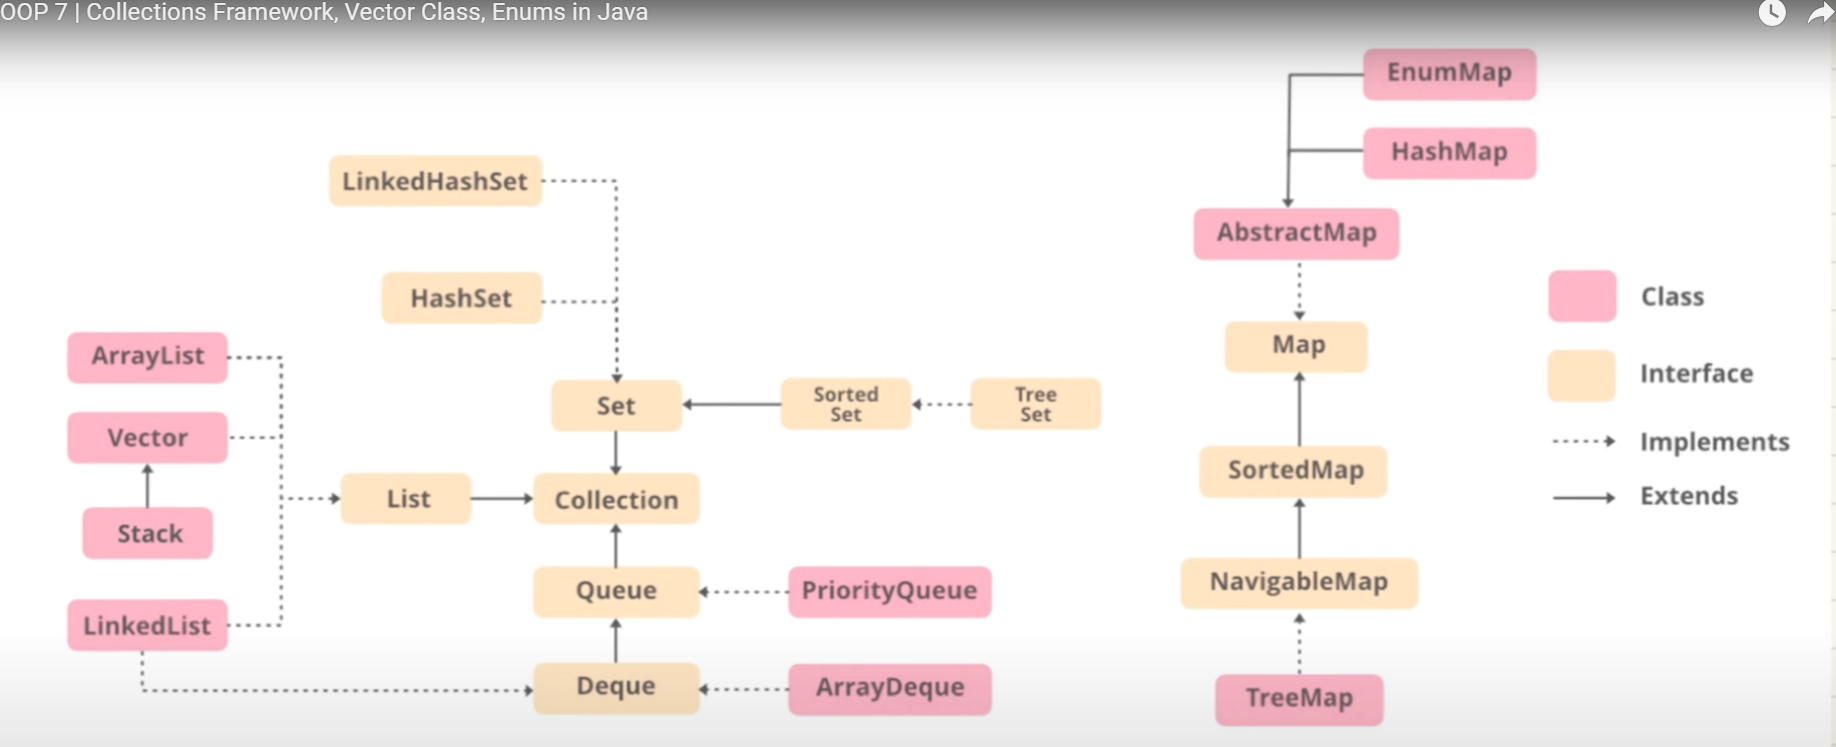 OOP 7 | Collections Framework, Vector Class, Enums in Java
EnumMap
HashMap
LinkedHashSet
AbstractMap
HashSet
Class
Map
ArrayList
Interface
Set
Sorted
Set
Tree
Set
Vector
Implements
SortedMap
List
Collection
Extends
Stack
Queue
PriorityQueue
NavigableMap
LinkedList
Deque
ArrayDeque
TreeMap